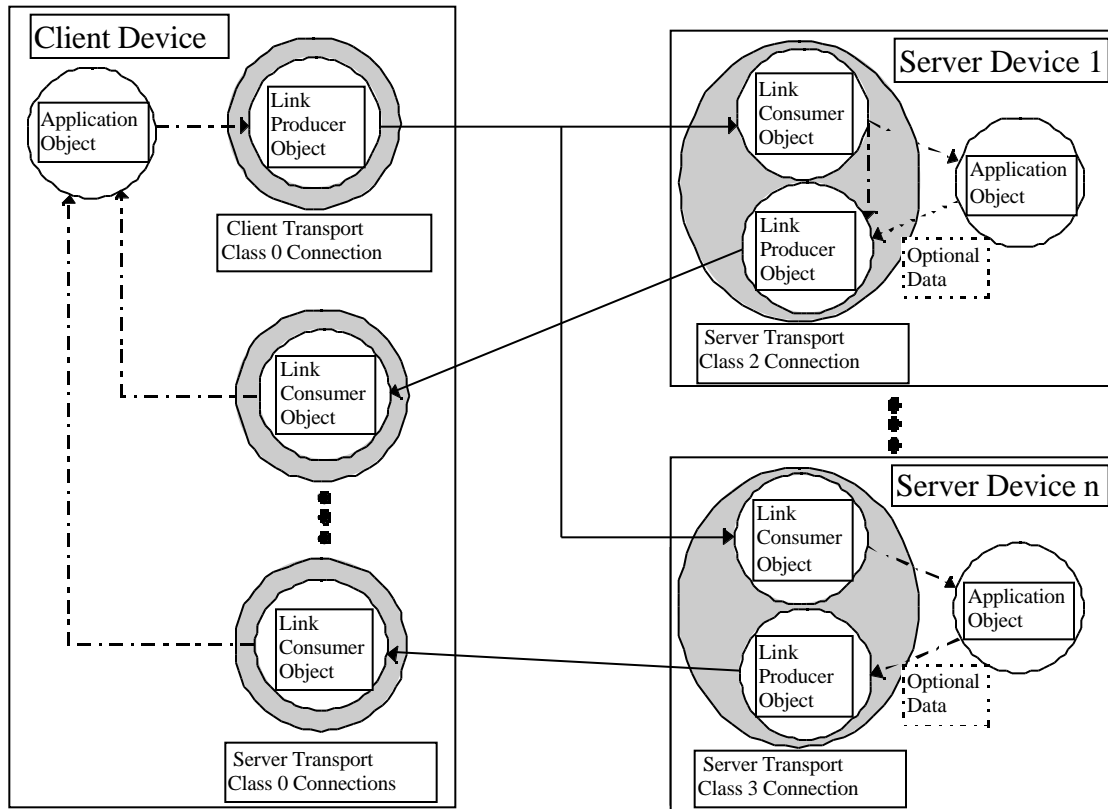 Client Device
Application
Object
Link
Producer
Object
Client Transport
Class 0 Connection
Link
Consumer
Object
Link
Consumer
Object
Server Transport
Class 0 Connections
Server Device 1
Link
Consumer
Object
Application
Object
Link
Producer
Object
Optional
Data
Server Transport
Class 2 Connection
Server Device n
Link
Consumer
Object
Application
Object
Link
Producer
Object
Optional
Data
Server Transport
Class 3 Connection